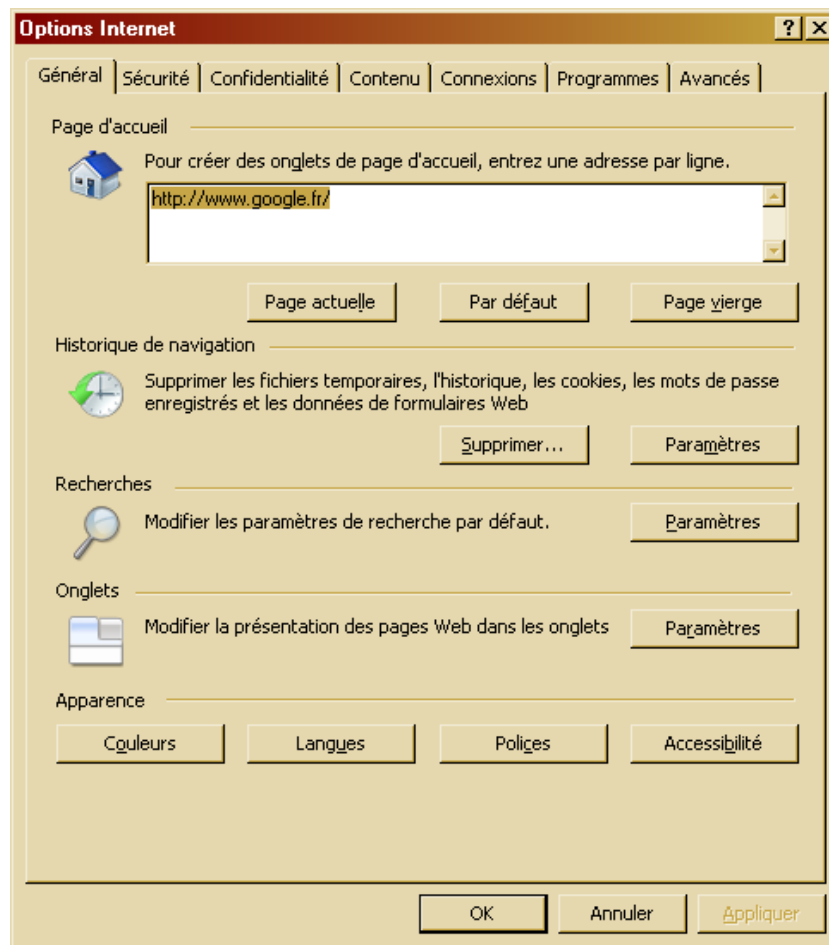 Options Internet
Général Sécurité Confidentialité Contenu Connexions Programmes Avancés
Page d'accueil
Pour créer des onglets de page d'accueil, entrez une adresse par ligne.
http://www.google.fr/
Page actuelle Par défaut Page vierge
Historique de navigation
Supprimer les fichiers temporaires, l'historique, les cookies, les mots de passe
enregistrés et les données de formulaires Web
Supprimer... Paramètres
Recherches
Modifier les paramètres de recherche par défaut. Paramètres
Onglets
Modifier la présentation des pages Web dans les onglets Paramètres
Apparence
Couleurs Langues Polices Accessibilité
OK Annuler Appliquer